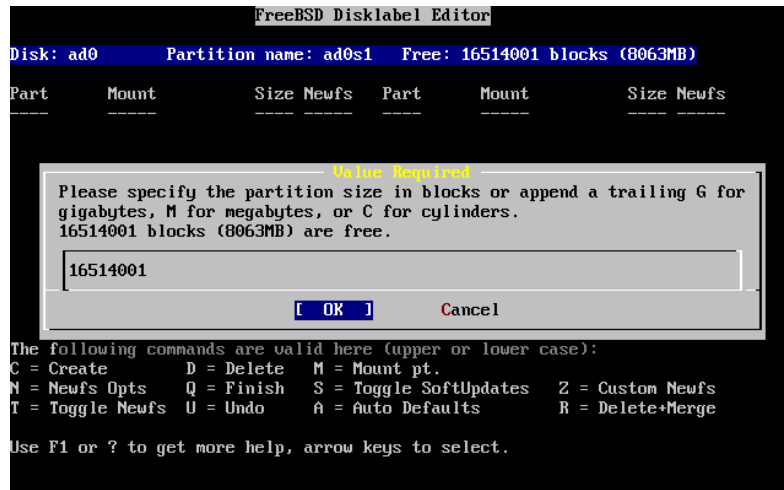 FreeBSD Disklabel Editor
Disk: ad0 Partition name: ad0s1 Free: 16514001 blocks (8063MB)
Part Mount Size Newfs Part Mount Size Newfs
---- ----- ---- ----- ---- ----- ---- -----
Value Required
Please specify the partition size in blocks or append a trailing G for
gigabytes, M for megabytes, or C for cylinders.
16514001 blocks (8063MB) are free.
16514001
[ OK ] Cancel
The following commands are valid here (upper or lower case):
C = Create D = Delete M = Mount pt.
N = Newfs Opts Q = Finish S = Toggle SoftUpdates Z = Custom Newfs
T = Toggle Newfs U = Undo A = Auto Defaults R = Delete+Merge
Use F1 or ? to get more help, arrow keys to select.